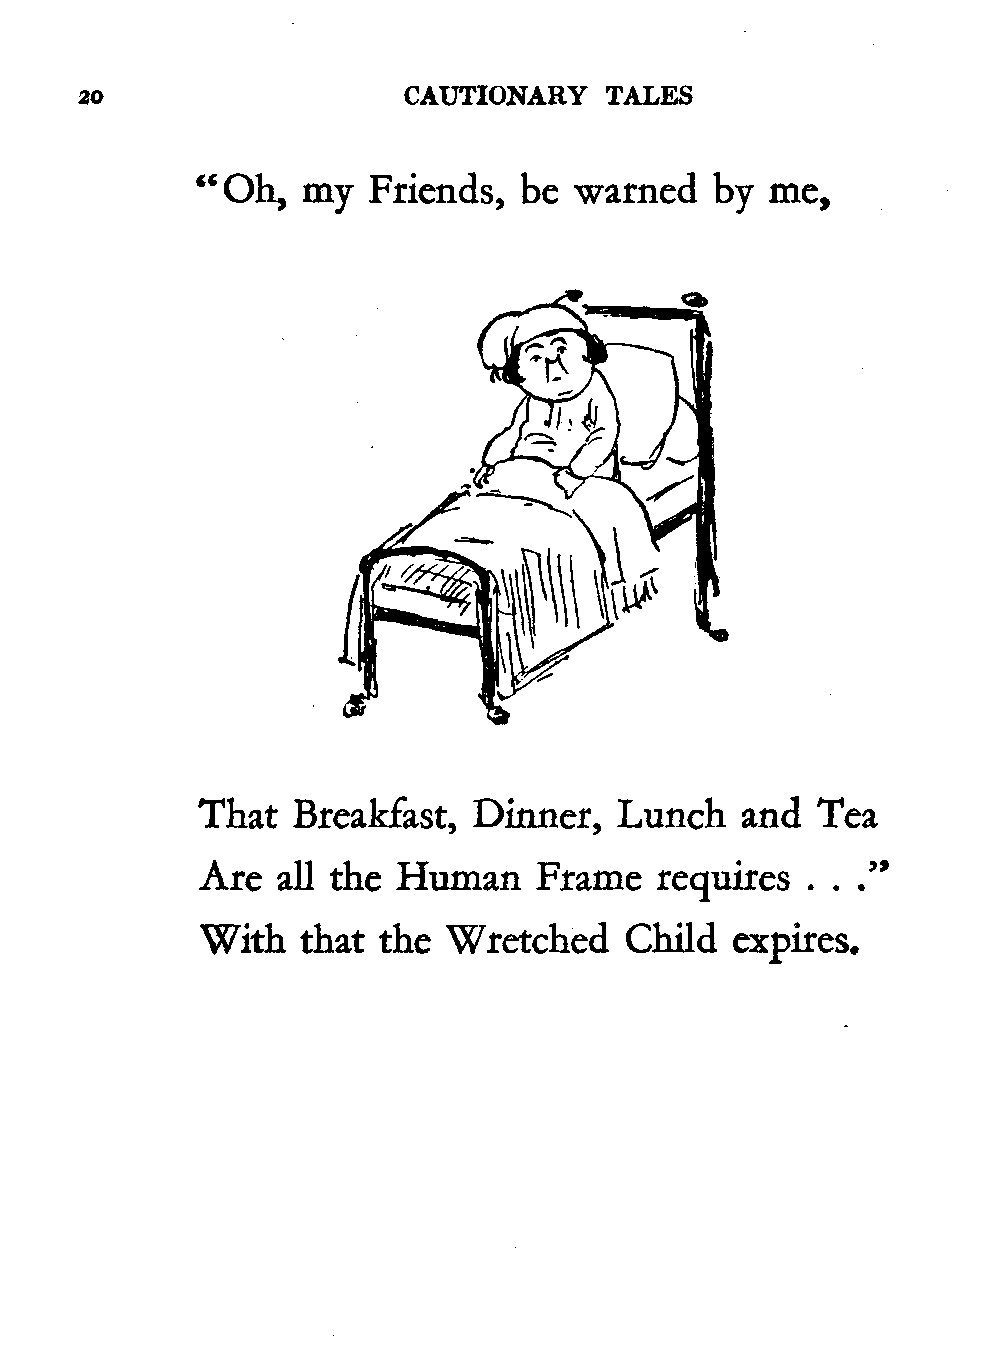 20 CAUTIONARY TALES
“Oh, my Friends, be warned by me,
That Breakfast, Dinner, Lunch and Tea
Are all the Human Frame requires . . .”
With that the Wretched Child expires.